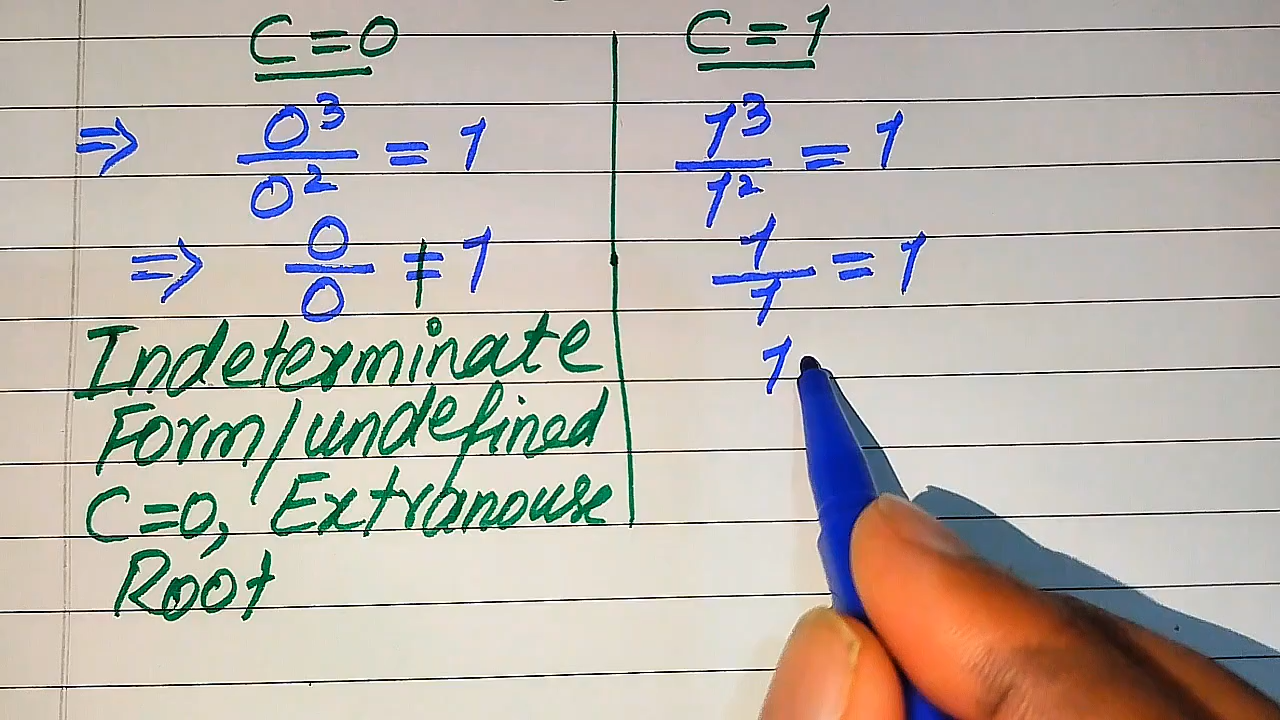 C=0
⇒ 0³/0² = 1
⇒ 0/0 ≠ 1
Indeterminate
Form/undefined
C=0, Extranouse
Root
C=1
1³/1² = 1
1/1 = 1
1